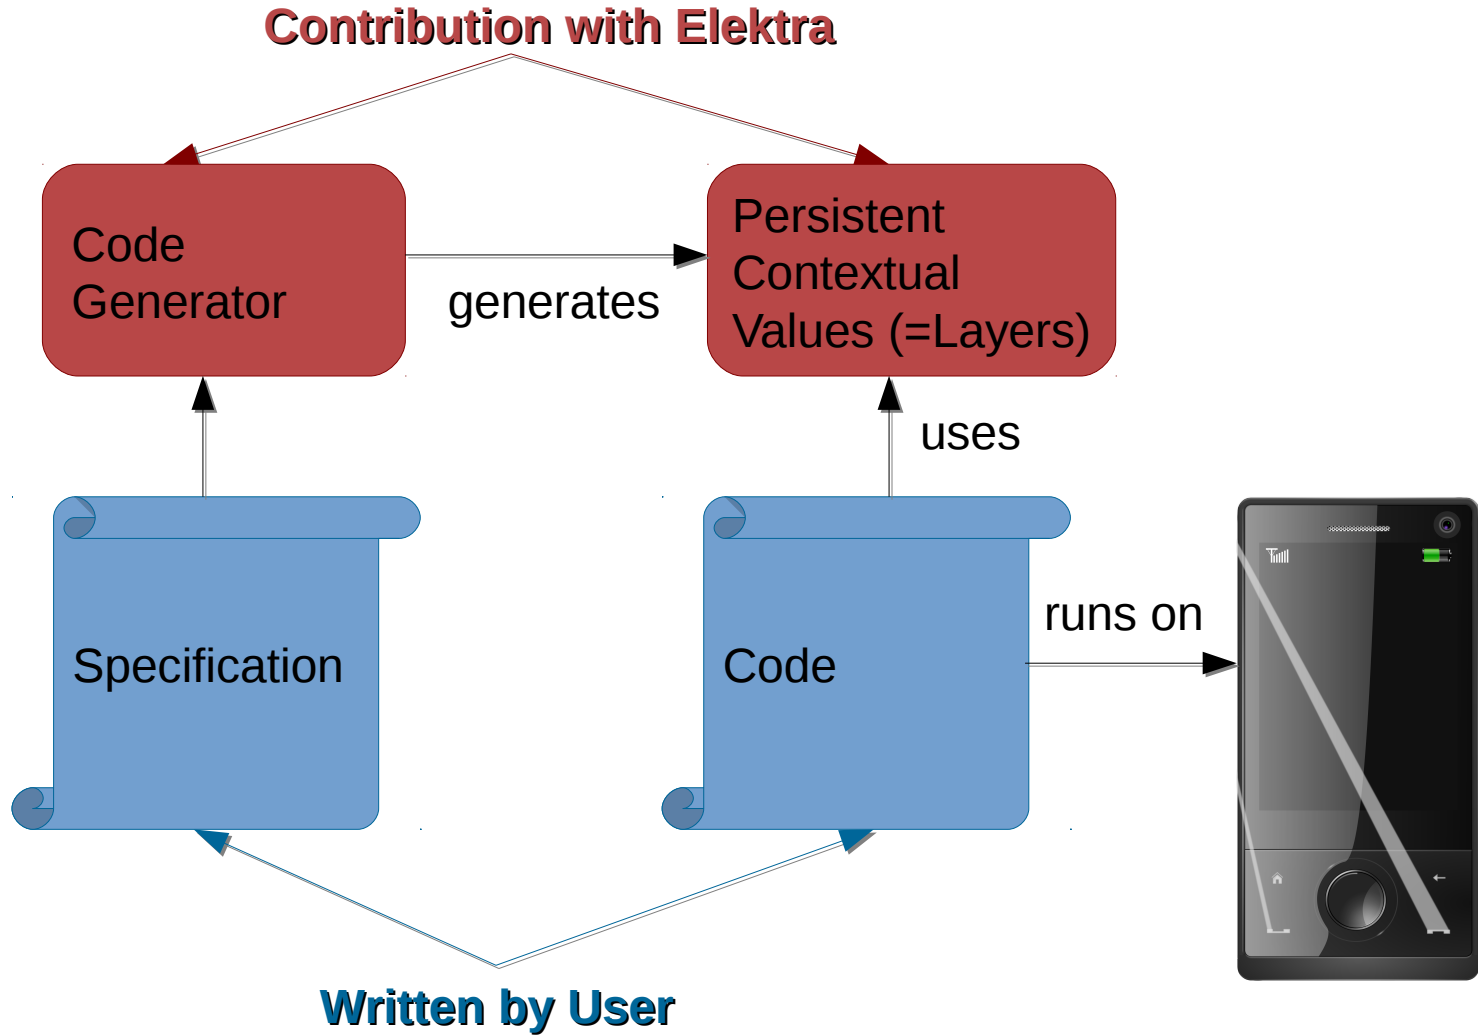 Contribution with Elektra
Code
Generator
generates
Persistent
Contextual
Values (=Layers)
uses
Specification
Code
runs on
Written by User